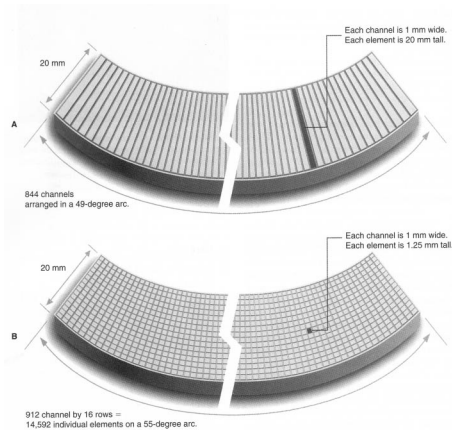 Each channel is 1 mm wide.
Each element is 20 mm tall.
20 mm
A
844 channels
arranged in a 49-degree arc.
Each channel is 1 mm wide.
Each element is 1.25 mm tall.
20 mm
B
912 channel by 16 rows =
14,592 individual elements on a 55-degree arc.